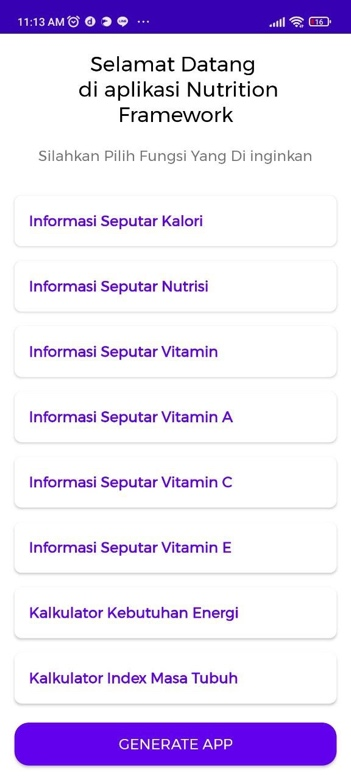 11:13 AM
16
Selamat Datang
di aplikasi Nutrition
Framework
Silahkan Pilih Fungsi Yang Di inginkan
Informasi Seputar Kalori
Informasi Seputar Nutrisi
Informasi Seputar Vitamin
Informasi Seputar Vitamin A
Informasi Seputar Vitamin C
Informasi Seputar Vitamin E
Kalkulator Kebutuhan Energi
Kalkulator Index Masa Tubuh
GENERATE APP